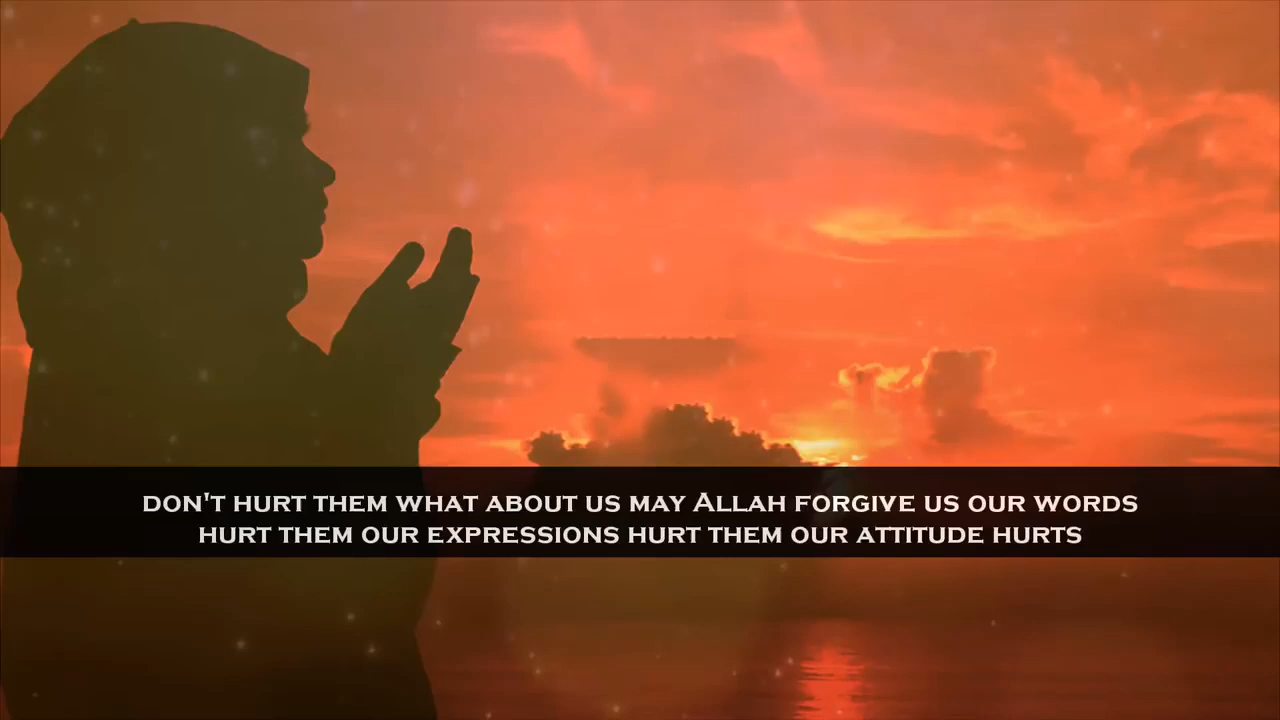 DON'T HURT THEM WHAT ABOUT US MAY ALLAH FORGIVE US OUR WORDS
HURT THEM OUR EXPRESSIONS HURT THEM OUR ATTITUDE HURTS